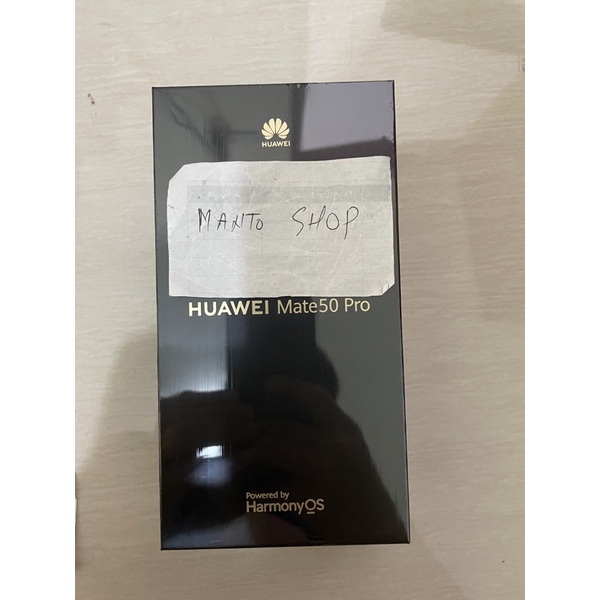 HUAWEI
MANTO SHOP
HUAWEI Mate50 Pro
Powered by
HarmonyOS